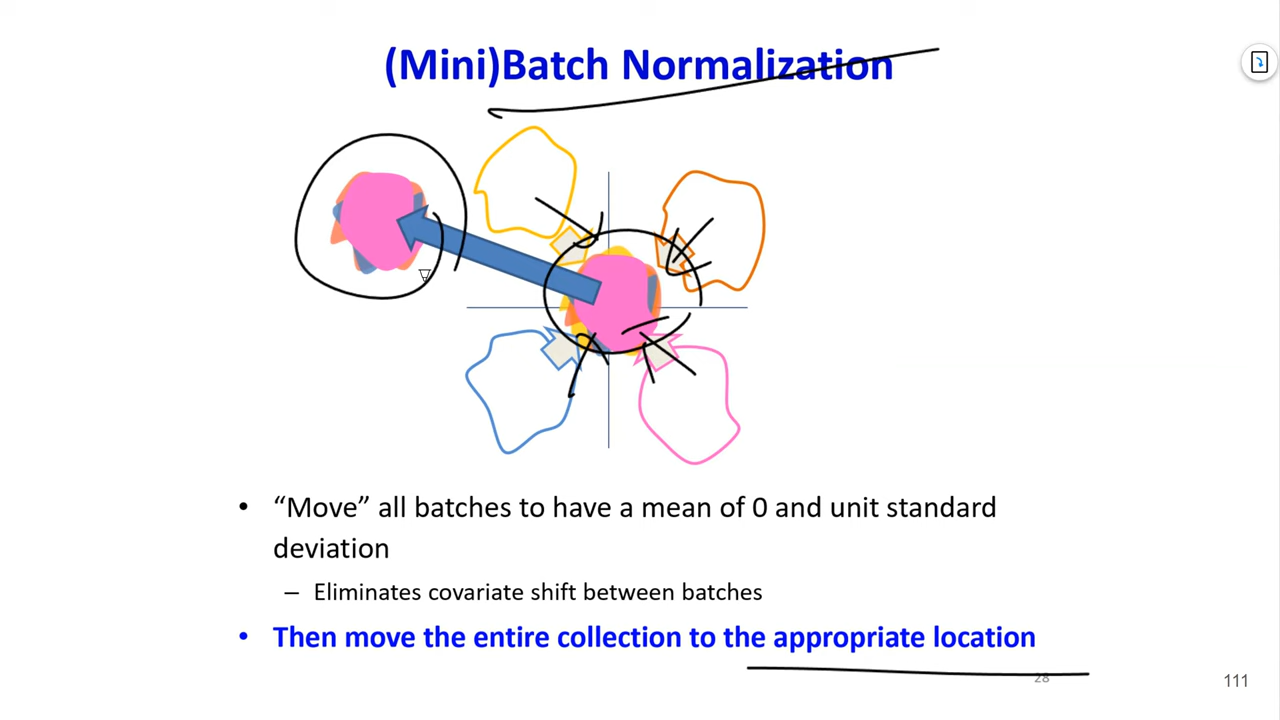 (Mini)Batch Normalization
• “Move” all batches to have a mean of 0 and unit standard
deviation
– Eliminates covariate shift between batches
• Then move the entire collection to the appropriate location
28
111